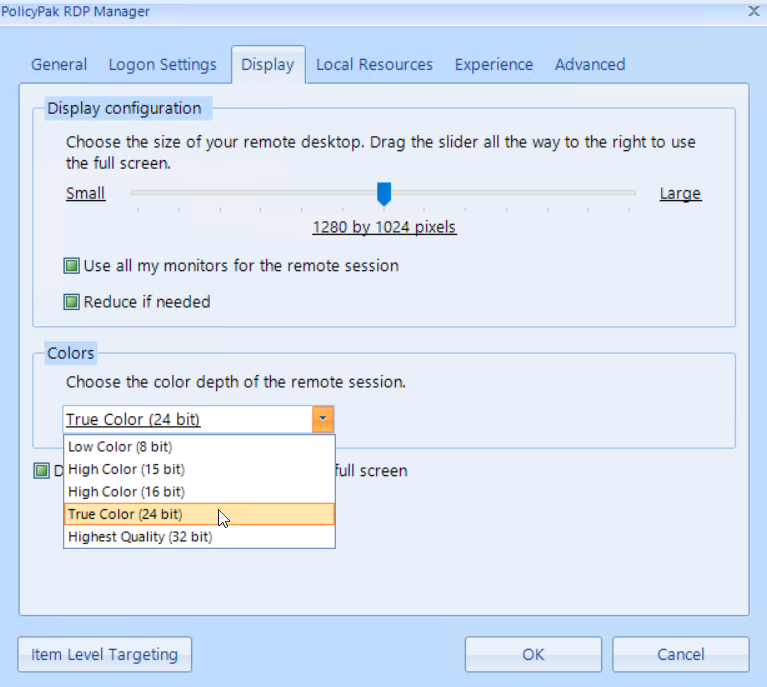 PolicyPak RDP Manager
General Logon Settings Display Local Resources Experience Advanced
Display configuration
Choose the size of your remote desktop. Drag the slider all the way to the right to use
the full screen.
Small Large
1280 by 1024 pixels
Use all my monitors for the remote session
Reduce if needed
Colors
Choose the color depth of the remote session.
True Color (24 bit)
Low Color (8 bit)
High Color (15 bit)
full screen
High Color (16 bit)
True Color (24 bit)
Highest Quality (32 bit)
Item Level Targeting OK Cancel